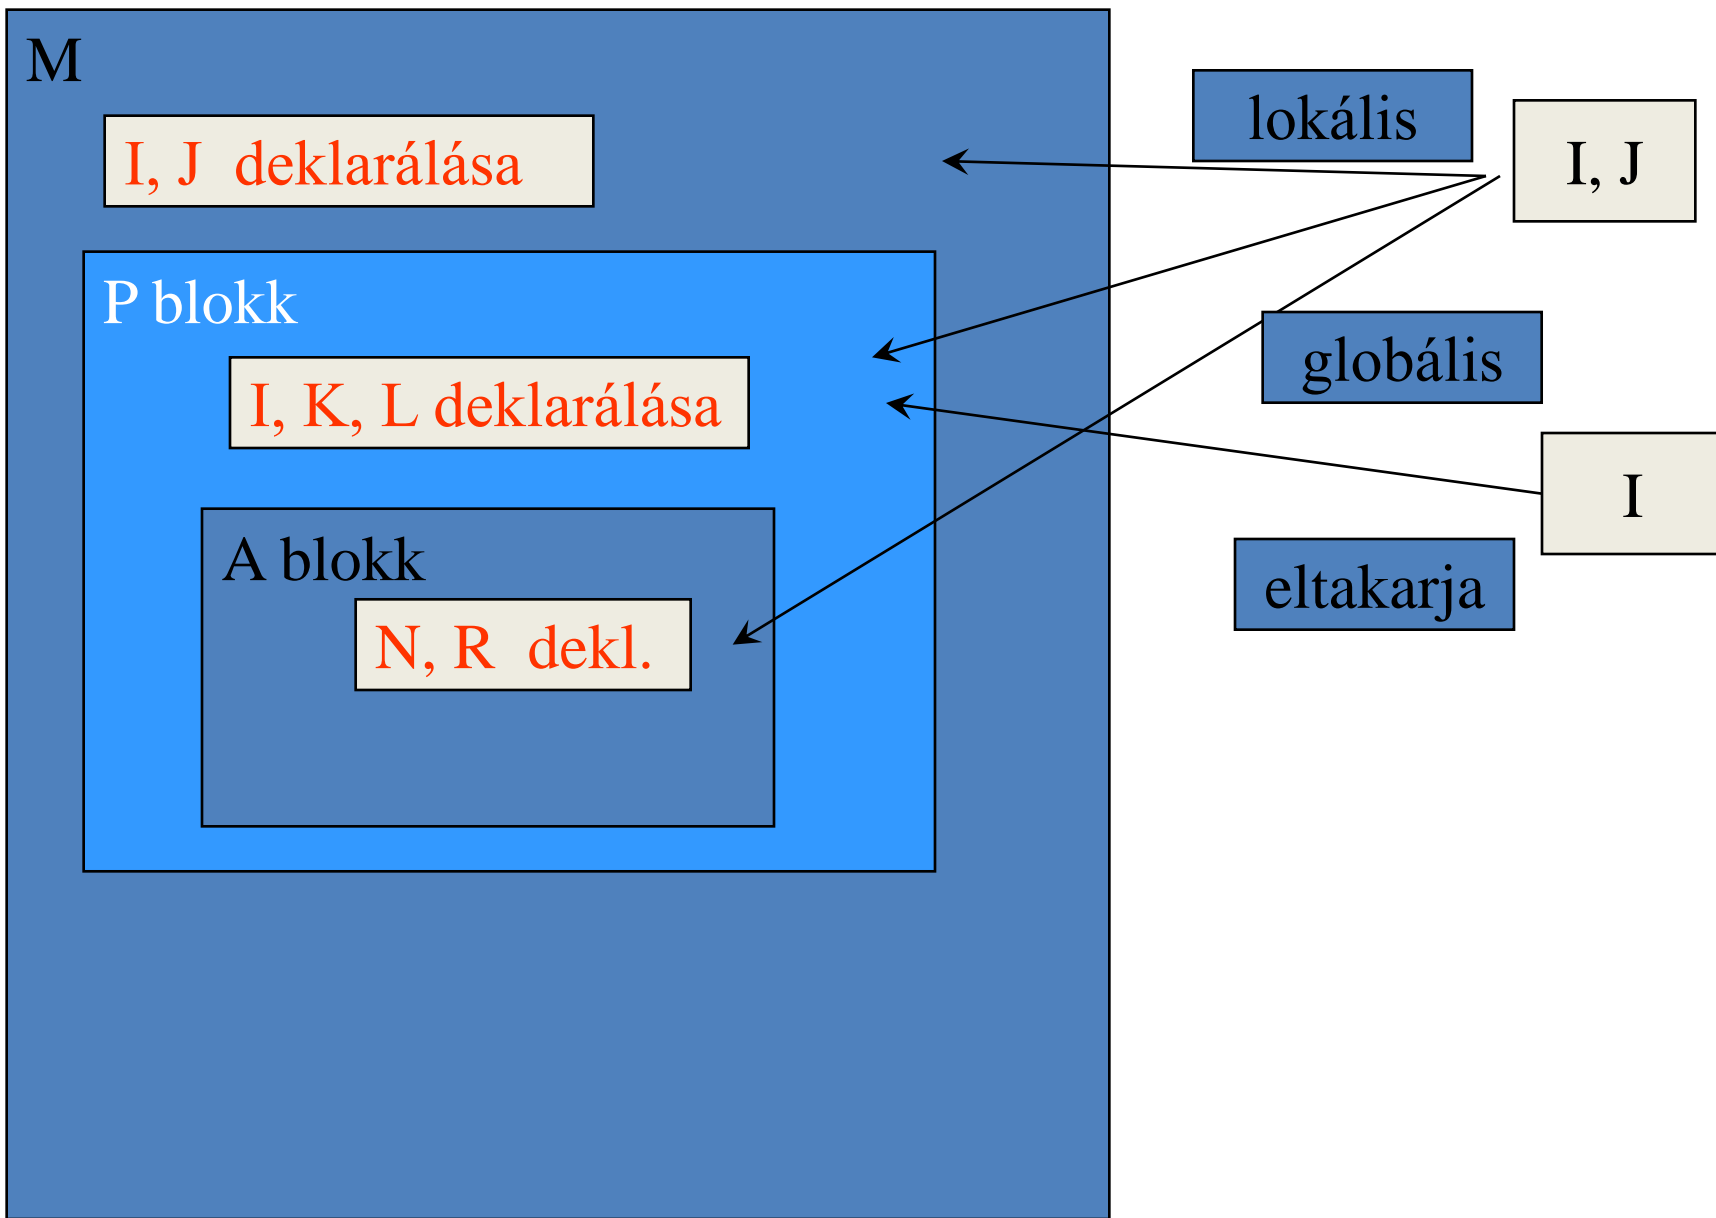 M
lokális
I, J deklarálása
I, J
P blokk
globális
I, K, L deklarálása
I
A blokk
eltakarja
N, R dekl.